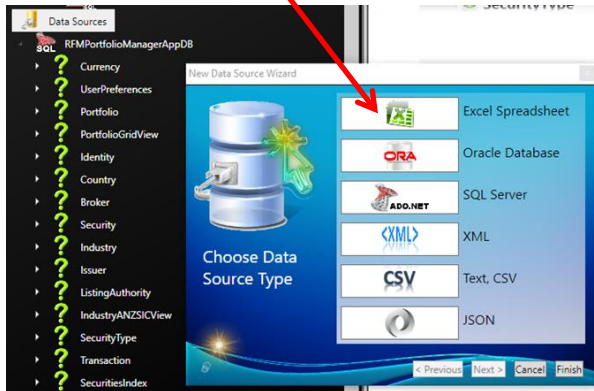 SecurityType
Data Sources
SQL
RFMPortfolioManagerAppDB
Currency
UserPreferences
Portfolio
PortfolioGridView
Identity
Country
Broker
Security
Industry
Issuer
ListingAuthority
IndustryANZSICView
SecurityType
Transaction
SecuritiesIndex
New Data Source Wizard
Choose Data
Source Type
Excel Spreadsheet
ORA Oracle Database
ADO.NET SQL Server
<XML> XML
CSV Text, CSV
JSON
< Previous Next > Cancel Finish